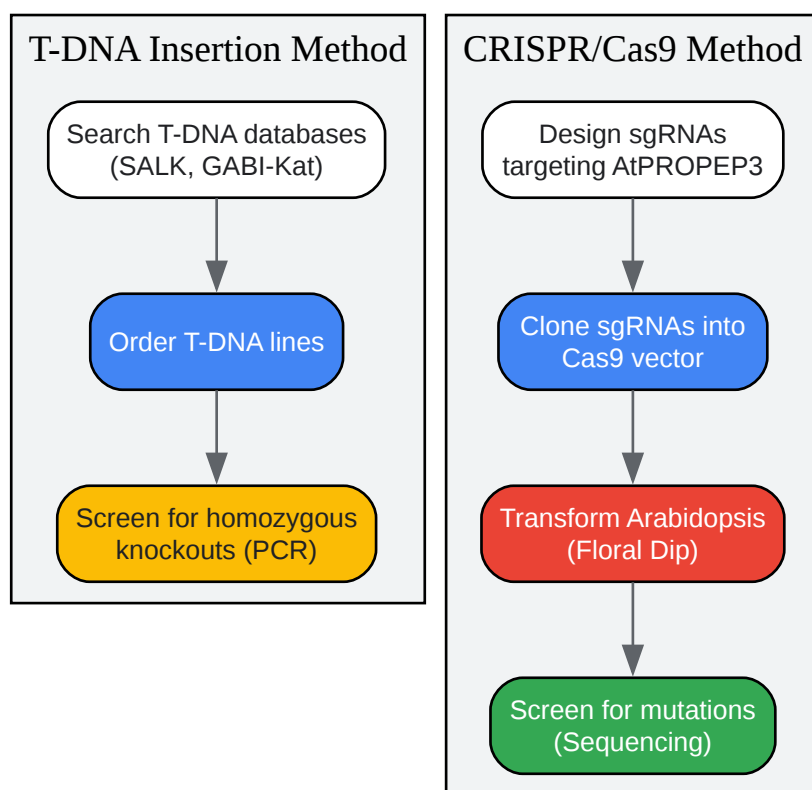 T-DNA Insertion Method
Search T-DNA databases
(SALK, GABI-Kat)
Order T-DNA lines
Screen for homozygous
knockouts (PCR)
CRISPR/Cas9 Method
Design sgRNAs
targeting AtPROPEP3
Clone sgRNAs into
Cas9 vector
Transform Arabidopsis
(Floral Dip)
Screen for mutations
(Sequencing)